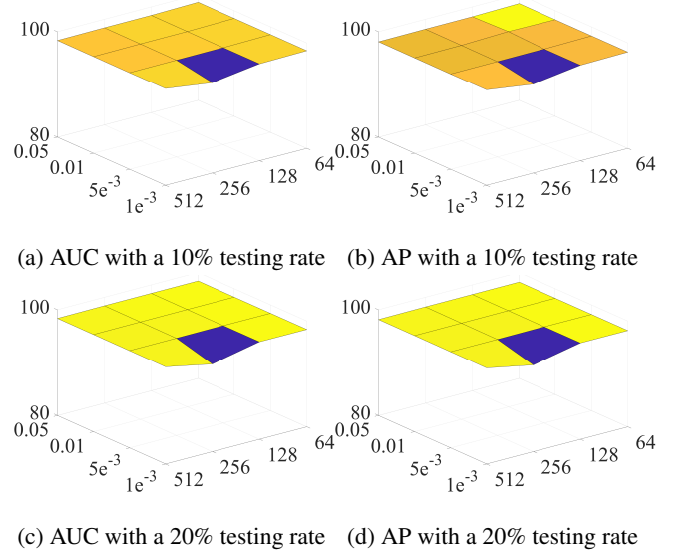 100
80
0.05
0.01
5e⁻³
1e⁻³
512
256
128
64
100
80
0.05
0.01
5e⁻³
1e⁻³
512
256
128
64
(a) AUC with a 10% testing rate
(b) AP with a 10% testing rate
100
80
0.05
0.01
5e⁻³
1e⁻³
512
256
128
64
100
80
0.05
0.01
5e⁻³
1e⁻³
512
256
128
64
(c) AUC with a 20% testing rate
(d) AP with a 20% testing rate